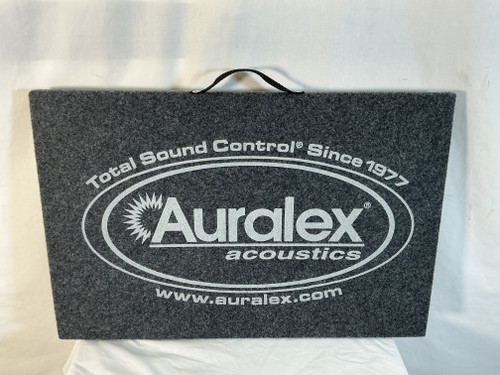 Total Sound Control® Since 1977
Auralex®
acoustics
www.auralex.com